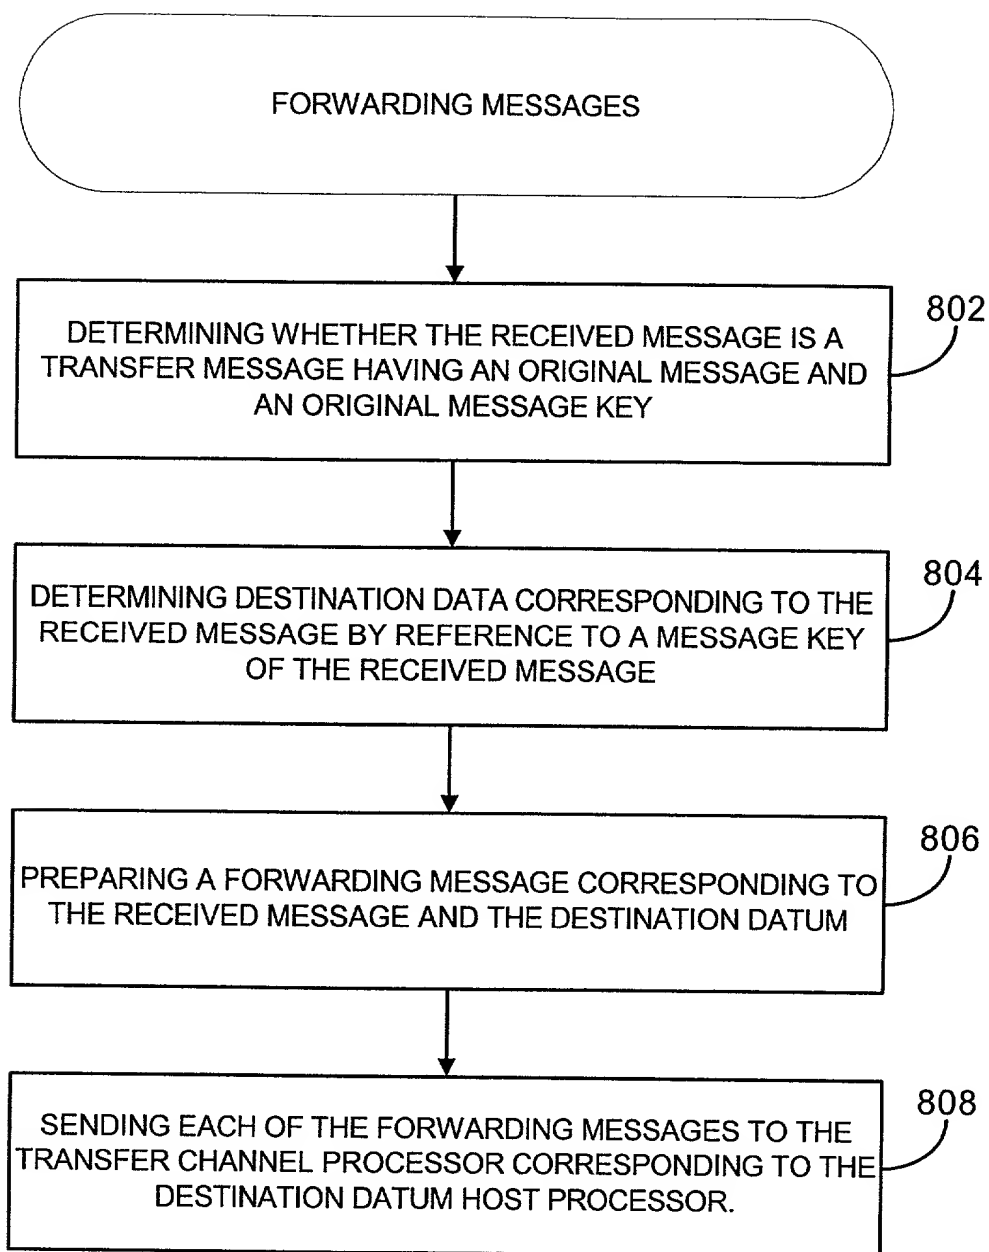 FORWARDING MESSAGES
802
DETERMINING WHETHER THE RECEIVED MESSAGE IS A
TRANSFER MESSAGE HAVING AN ORIGINAL MESSAGE AND
AN ORIGINAL MESSAGE KEY
804
DETERMINING DESTINATION DATA CORRESPONDING TO THE
RECEIVED MESSAGE BY REFERENCE TO A MESSAGE KEY
OF THE RECEIVED MESSAGE
806
PREPARING A FORWARDING MESSAGE CORRESPONDING TO
THE RECEIVED MESSAGE AND THE DESTINATION DATUM
808
SENDING EACH OF THE FORWARDING MESSAGES TO THE
TRANSFER CHANNEL PROCESSOR CORRESPONDING TO THE
DESTINATION DATUM HOST PROCESSOR.